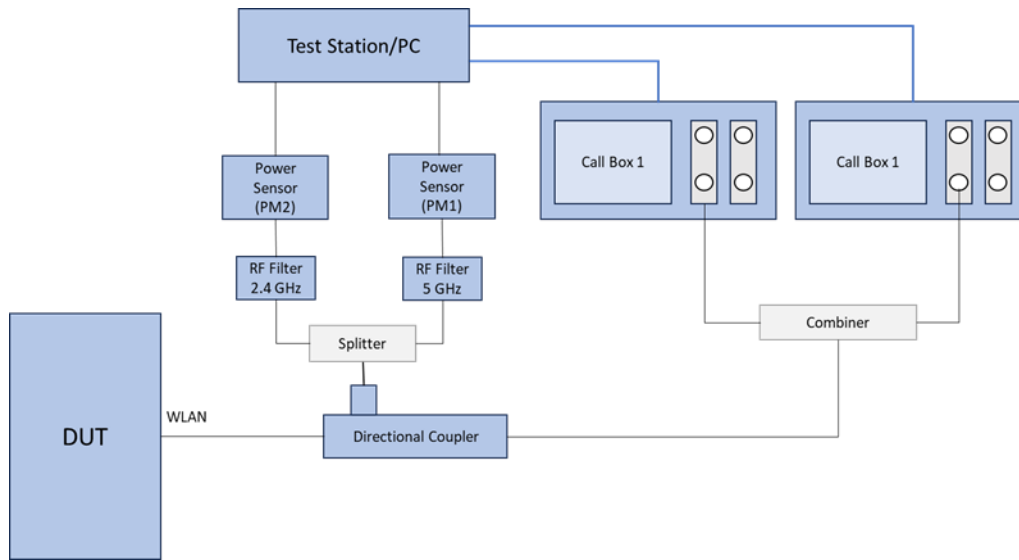 Test Station/PC
Power
Sensor
(PM2)
Power
Sensor
(PM1)
Call Box 1
Call Box 1
RF Filter
2.4 GHz
RF Filter
5 GHz
Splitter
Combiner
WLAN
DUT
Directional Coupler